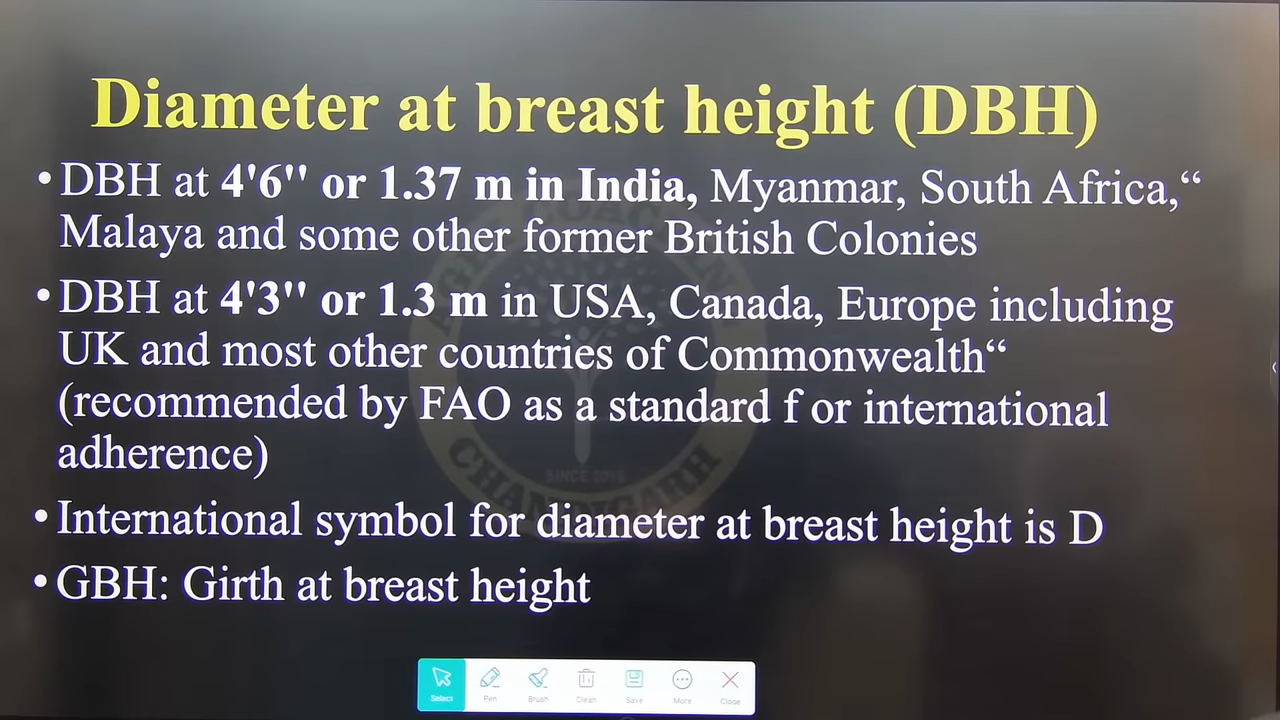 Diameter at breast height (DBH)
•DBH at 4'6'' or 1.37 m in India, Myanmar, South Africa,“
Malaya and some other former British Colonies
•DBH at 4'3'' or 1.3 m in USA, Canada, Europe including
UK and most other countries of Commonwealth“
(recommended by FAO as a standard f or international
adherence)
•International symbol for diameter at breast height is D
•GBH: Girth at breast height
SINCE 2015
CHANDIGARH
Select Pen Brush Clean Save More Close